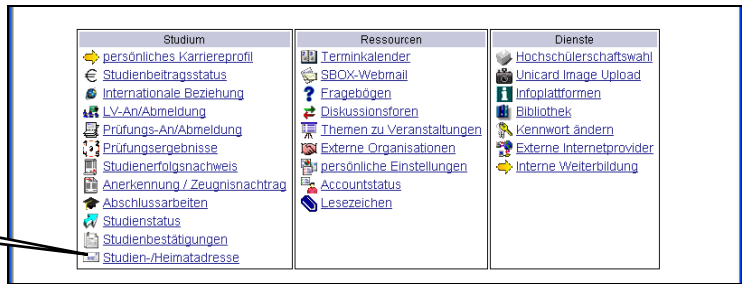 Studium
persönliches Karriereprofil
Studienbeitragsstatus
Internationale Beziehung
LV-An/Abmeldung
Prüfungs-An/Abmeldung
Prüfungsergebnisse
Studienerfolgsnachweis
Anerkennung / Zeugnisnachtrag
Abschlussarbeiten
Studienstatus
Studienbestätigungen
Studien-/Heimatadresse
Ressourcen
Terminkalender
SBOX-Webmail
Fragebögen
Diskussionsforen
Themen zu Veranstaltungen
Externe Organisationen
persönliche Einstellungen
Accountstatus
Lesezeichen
Dienste
Hochschülerschaftswahl
Unicard Image Upload
Infoplattformen
Bibliothek
Kennwort ändern
Externe Internetprovider
Interne Weiterbildung